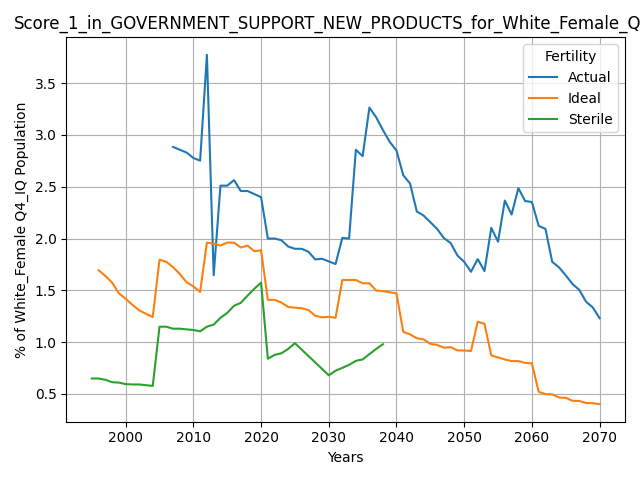 Score_1_in_GOVERNMENT_SUPPORT_NEW_PRODUCTS_for_White_Female_Q
Fertility
Actual
Ideal
Sterile
% of White_Female Q4_IQ Population
3.5
3.0
2.5
2.0
1.5
1.0
0.5
2000 2010 2020 2030 2040 2050 2060 2070
Years